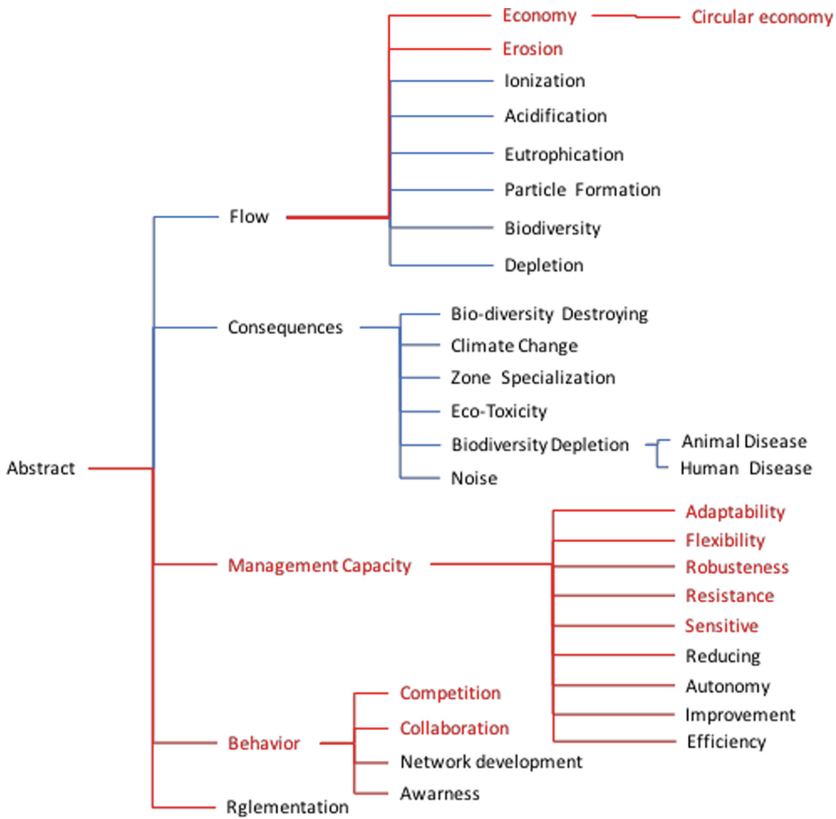 Economy
Circular economy
Erosion
Ionization
Acidification
Eutrophication
Particle Formation
Flow
Biodiversity
Depletion
Bio-diversity Destroying
Consequences
Climate Change
Zone Specialization
Eco-Toxicity
Biodiversity Depletion
Animal Disease
Human Disease
Abstract
Noise
Adaptability
Flexibility
Management Capacity
Robusteness
Resistance
Sensitive
Reducing
Autonomy
Improvement
Efficiency
Competition
Collaboration
Behavior
Network development
Awarness
Rglementation